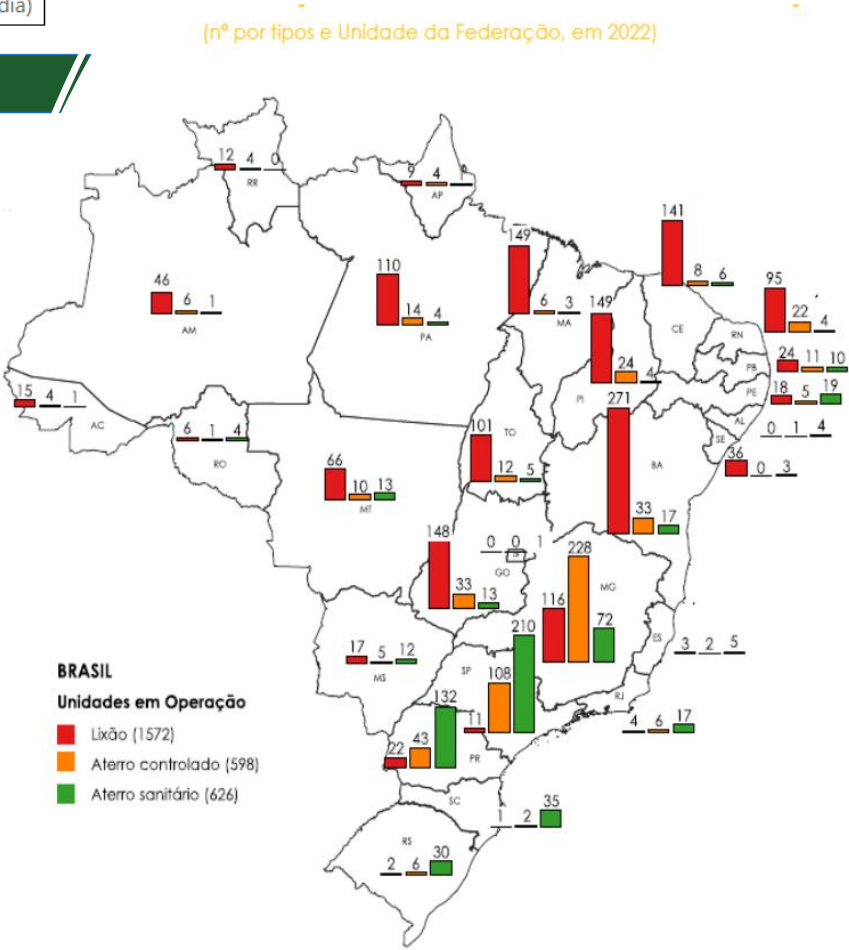 dia)
(nº por tipos e Unidade da Federação, em 2022)
12 4 0
RR
9 4
AP
141
8 6
CE
149
6 3
MA
110
14 4
PA
46
6 1
AM
149
24 4
PI
95
22 4
RN
24 11 10
PB
18 5 19
PE
AL
0 1 4
SE
36
0 3
15 4 1
AC
6 1 4
RO
101
12 5
TO
271
33 17
BA
66
10 13
MT
148
33 13
GO
0 0 1
228
116
72
MG
ES
3 2 5
17 5 12
MS
210
108
11
SP
RJ
4 6 17
132
43
22
PR
SC
1 2 35
RS
2 6 30
BRASIL
Unidades em Operação
Lixão (1572)
Aterro controlado (598)
Aterro sanitário (626)